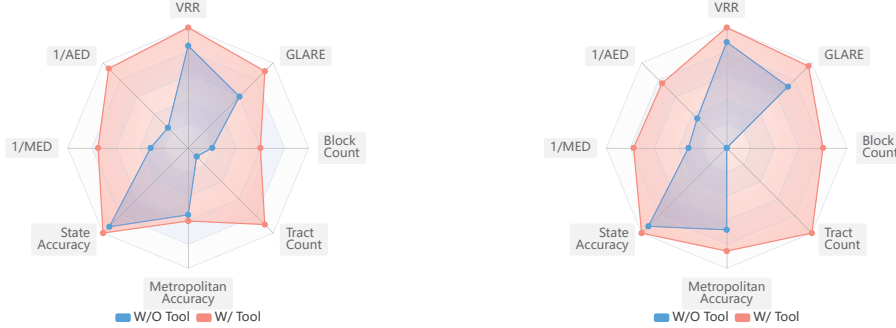 VRR
1/AED
GLARE
1/MED
Block
Count
State
Accuracy
Tract
Count
Metropolitan
Accuracy
W/O Tool W/ Tool
VRR
1/AED
GLARE
1/MED
Block
Count
State
Accuracy
Tract
Count
Metropolitan
Accuracy
W/O Tool W/ Tool